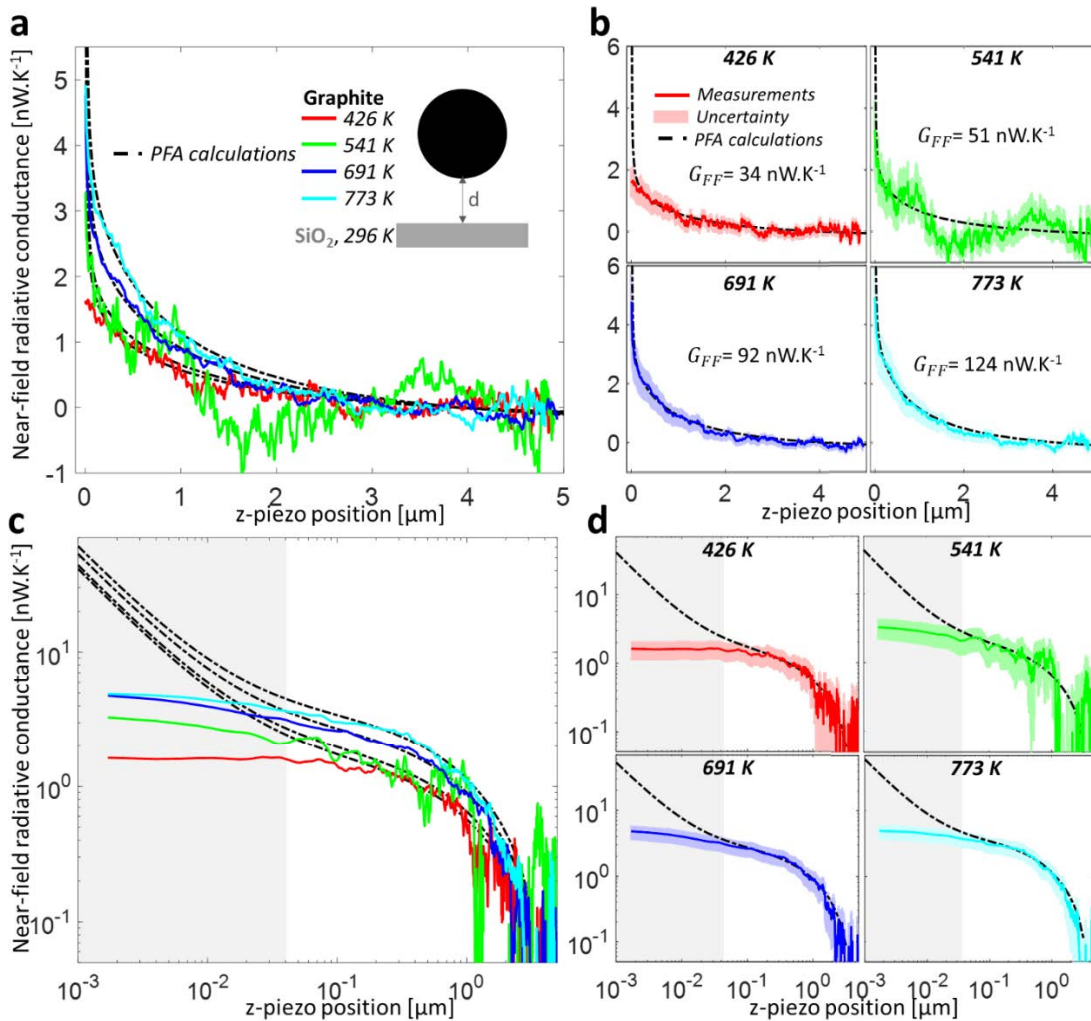 a
Near-field radiative conductance [nW.K⁻¹]
5
4
3
2
1
0
-1
Graphite
426 K
541 K
691 K
773 K
PFA calculations
d
SiO₂, 296 K
0 1 2 3 4 5
z-piezo position [µm]
b
6
4
2
0
426 K
Measurements
Uncertainty
PFA calculations
G_FF= 34 nW.K⁻¹
541 K
G_FF= 51 nW.K⁻¹
6
4
2
0
691 K
G_FF= 92 nW.K⁻¹
773 K
G_FF= 124 nW.K⁻¹
0 2 4 0 2 4
z-piezo position [µm]
c
Near-field radiative conductance [nW.K⁻¹]
10¹
10⁰
10⁻¹
10⁻³ 10⁻² 10⁻¹ 10⁰
z-piezo position [µm]
d
426 K
541 K
10¹
10⁰
10⁻¹
691 K
773 K
10¹
10⁰
10⁻¹
10⁻³ 10⁻² 10⁻¹ 10⁰ 10⁻² 10⁻¹ 10⁰
z-piezo position [µm]